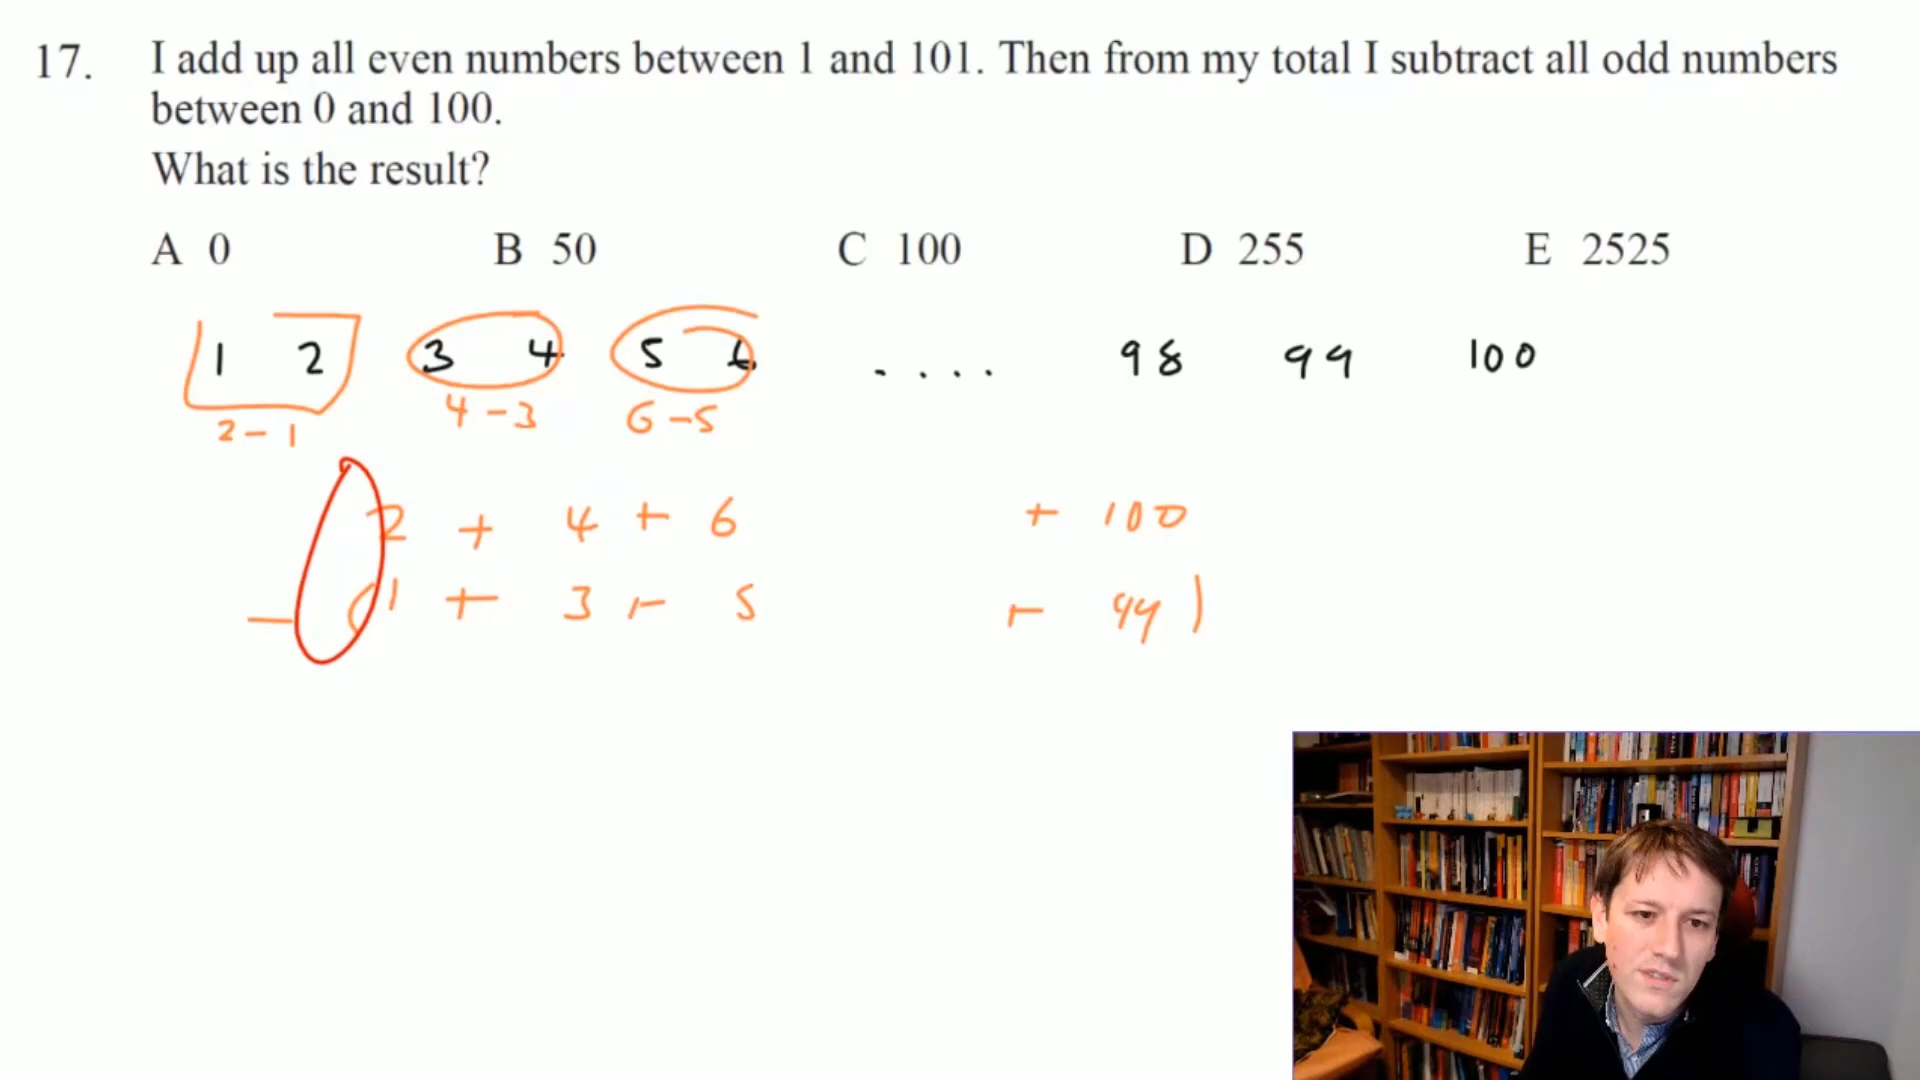 17. I add up all even numbers between 1 and 101. Then from my total I subtract all odd numbers
between 0 and 100.
What is the result?
A 0 B 50 C 100 D 255 E 2525
1 2 3 4 5 6 .... 98 99 100
2 - 1 4 - 3 6 - 5
2 + 4 + 6 + 100
- ( 1 + 3 + 5 + 99 )